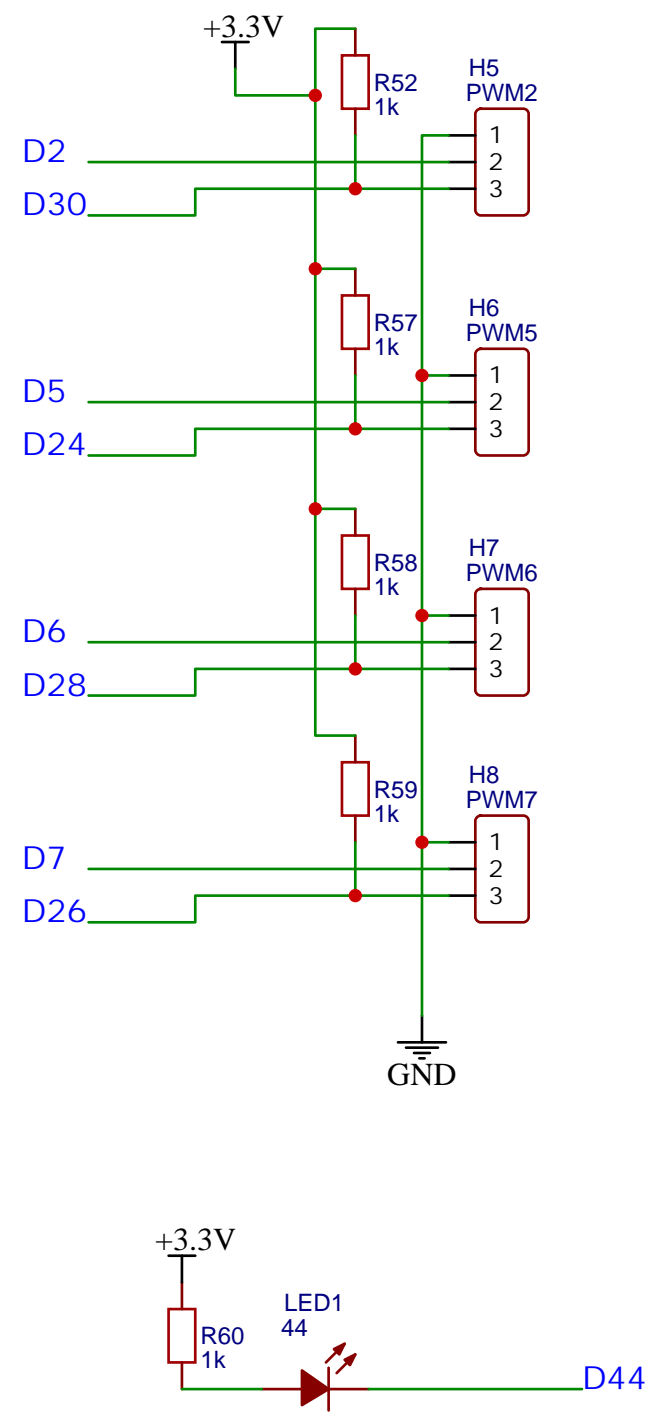 +3.3V
R52
1k
H5
PWM2
1
2
3
D2
D30
R57
1k
H6
PWM5
1
2
3
D5
D24
R58
1k
H7
PWM6
1
2
3
D6
D28
R59
1k
H8
PWM7
1
2
3
D7
D26
GND
+3.3V
R60
1k
LED1
44
D44